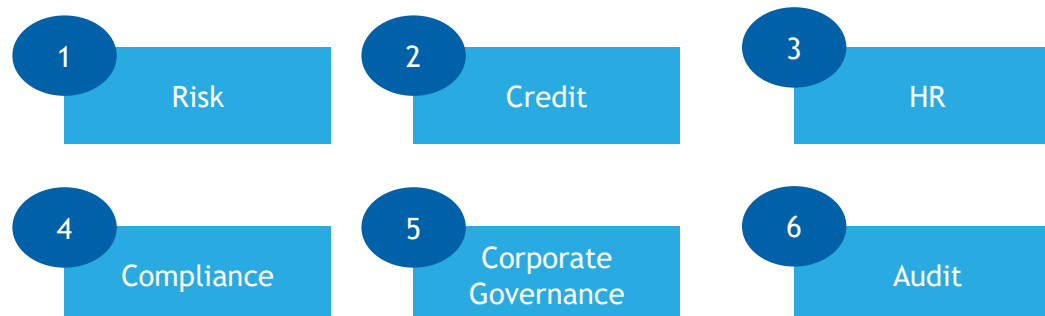 1
Risk
2
Credit
3
HR
4
Compliance
5
Corporate
Governance
6
Audit